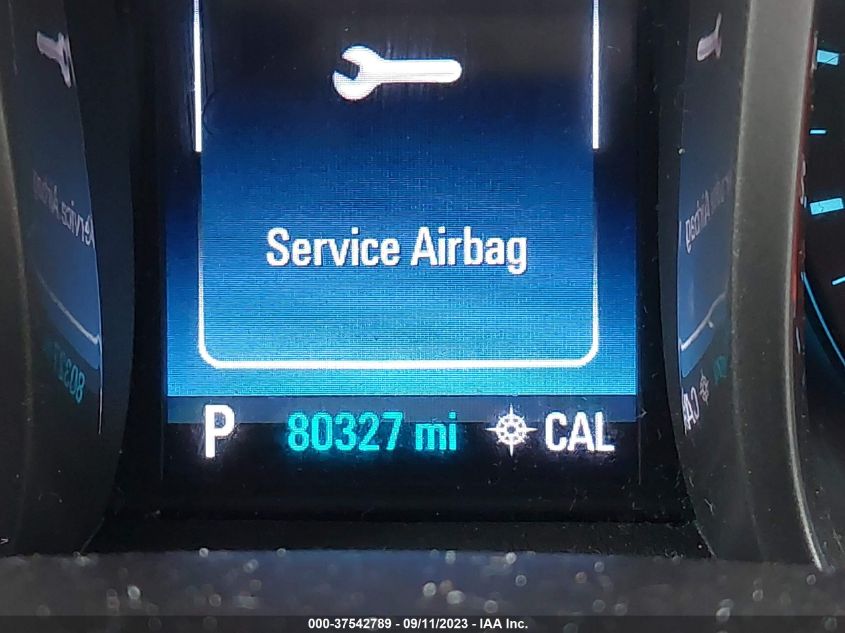 Service Airbag
P 80327 mi CAL
000-37542789 - 09/11/2023 - IAA Inc.